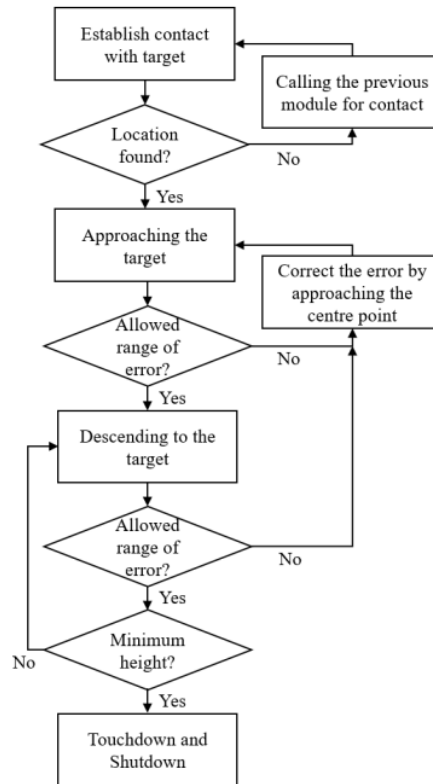 Establish contact
with target
Calling the previous
module for contact
Location
found?
No
Yes
Approaching the
target
Correct the error by
approaching the
centre point
Allowed
range of
error?
No
Yes
Descending to the
target
Allowed
range of
error?
No
Yes
Minimum
height?
No
Yes
Touchdown and
Shutdown